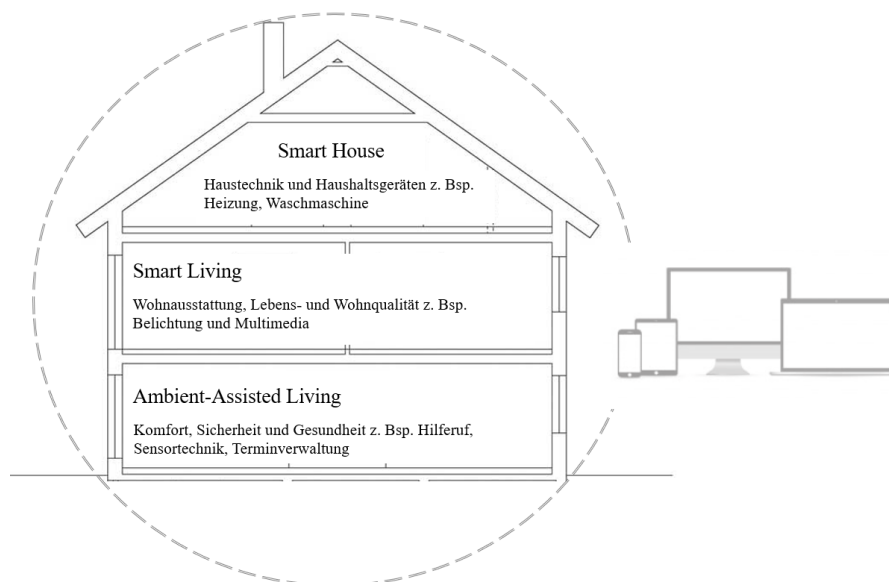 Smart House
Haustechnik und Haushaltsgeräten z. Bsp.
Heizung, Waschmaschine
Smart Living
Wohnausstattung, Lebens- und Wohnqualität z. Bsp.
Belichtung und Multimedia
Ambient-Assisted Living
Komfort, Sicherheit und Gesundheit z. Bsp. Hilferuf,
Sensortechnik, Terminverwaltung